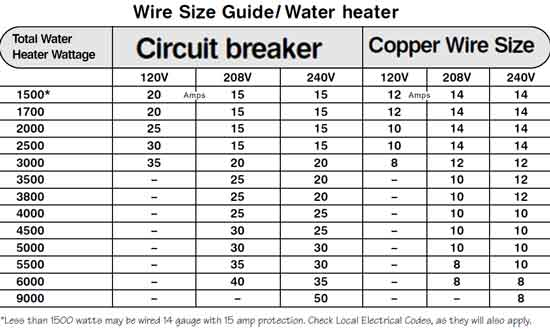 Wire Size Guide/ Water heater
Total Water Heater Wattage Circuit breaker Copper Wire Size
120V 208V 240V 120V 208V 240V
1500* 20 Amps 15 15 12 Amps 14 14
1700 20 15 15 12 14 14
2000 25 15 15 10 14 14
2500 30 15 15 10 14 14
3000 35 20 20 8 12 12
3500 – 25 20 – 10 12
3800 – 25 20 – 10 12
4000 – 25 25 – 10 10
4500 – 30 25 – 10 10
5000 – 30 30 – 10 10
5500 – 35 30 – 8 10
6000 – 40 35 – 8 8
9000 – – 50 – – 8
*Less than 1500 watts may be wired 14 gauge with 15 amp protection. Check Local Electrical Codes, as they will also apply.